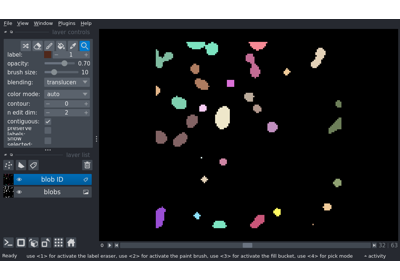 File View Window Plugins Help
layer controls
label: 1
opacity: 0.70
brush size: 10
blending: translucen
color mode: auto
contour: 0
n edit dim: 2
contiguous:
preserve labels:
show selected:
layer list
blob ID
blobs
32 63
Ready use <1> for activate the label eraser, use <2> for activate the paint brush, use <3> for activate the fill bucket, use <4> for pick mode activity